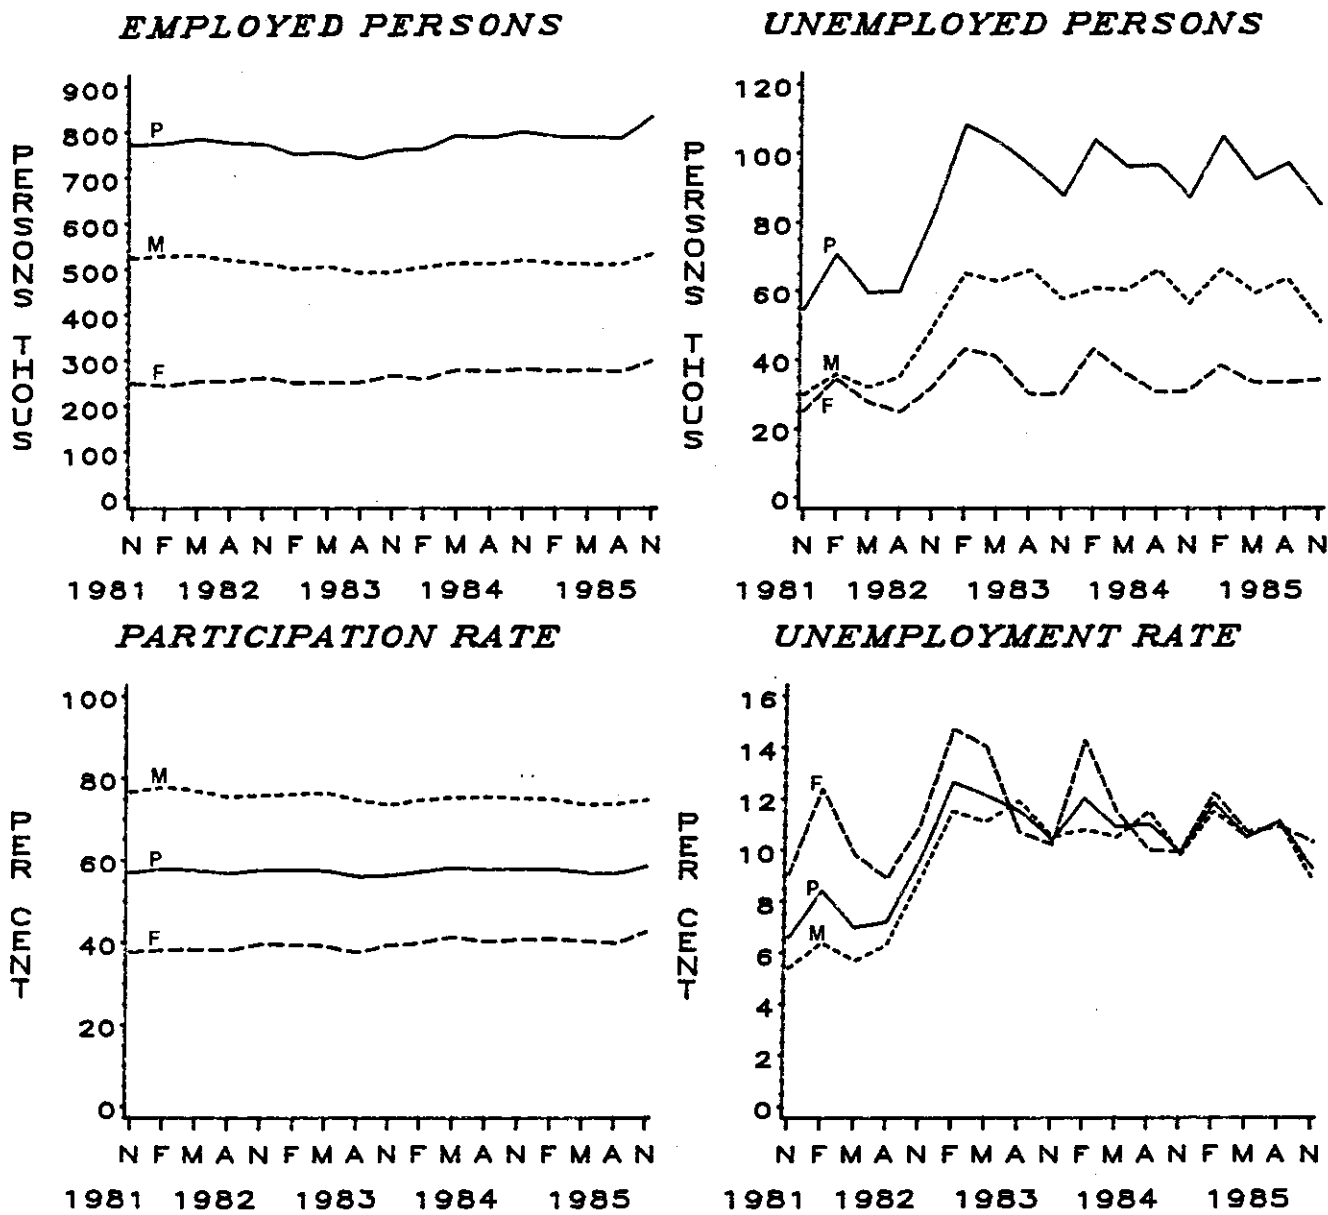 EMPLOYED PERSONS
PERSONS THOUS
900
800
700
600
500
400
300
200
100
0
P
M
F
N F M A N F M A N F M A N F M A N
1981 1982 1983 1984 1985
UNEMPLOYED PERSONS
PERSONS THOUS
120
100
80
60
40
20
0
P
M
F
N F M A N F M A N F M A N F M A N
1981 1982 1983 1984 1985
PARTICIPATION RATE
PER CENT
100
80
60
40
20
0
M
P
F
N F M A N F M A N F M A N F M A N
1981 1982 1983 1984 1985
UNEMPLOYMENT RATE
PER CENT
16
14
12
10
8
6
4
2
0
F
P
M
N F M A N F M A N F M A N F M A N
1981 1982 1983 1984 1985